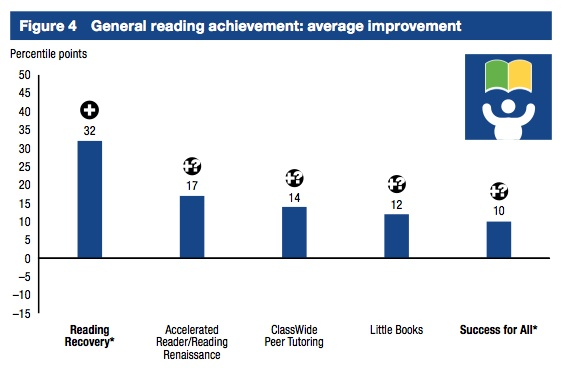 Figure 4 General reading achievement: average improvement
Percentile points
50
45
40
35
30
25
20
15
10
5
0
–5
–10
–15
+
32
+?
17
+?
14
+?
12
+?
10
Reading
Recovery*
Accelerated
Reader/Reading
Renaissance
ClassWide
Peer Tutoring
Little Books
Success for All*